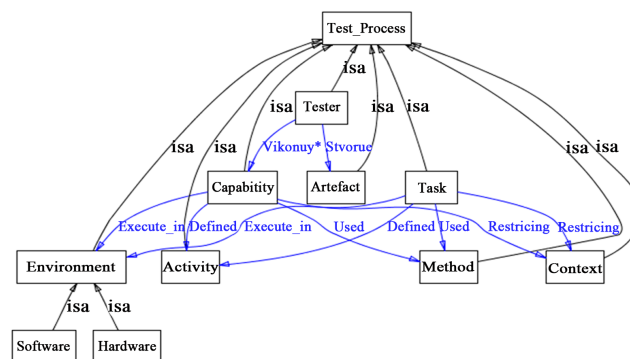 Test_Process
isa
Tester
isa
isa
isa
isa
isa
isa
isa
Vikonuy* Stvorue
Capabitity
Artefact
Task
Execute_in
Defined
Execute_in
Used
Defined
Used
Restricing
Restricing
Environment
Activity
Method
Context
isa
isa
Software
Hardware